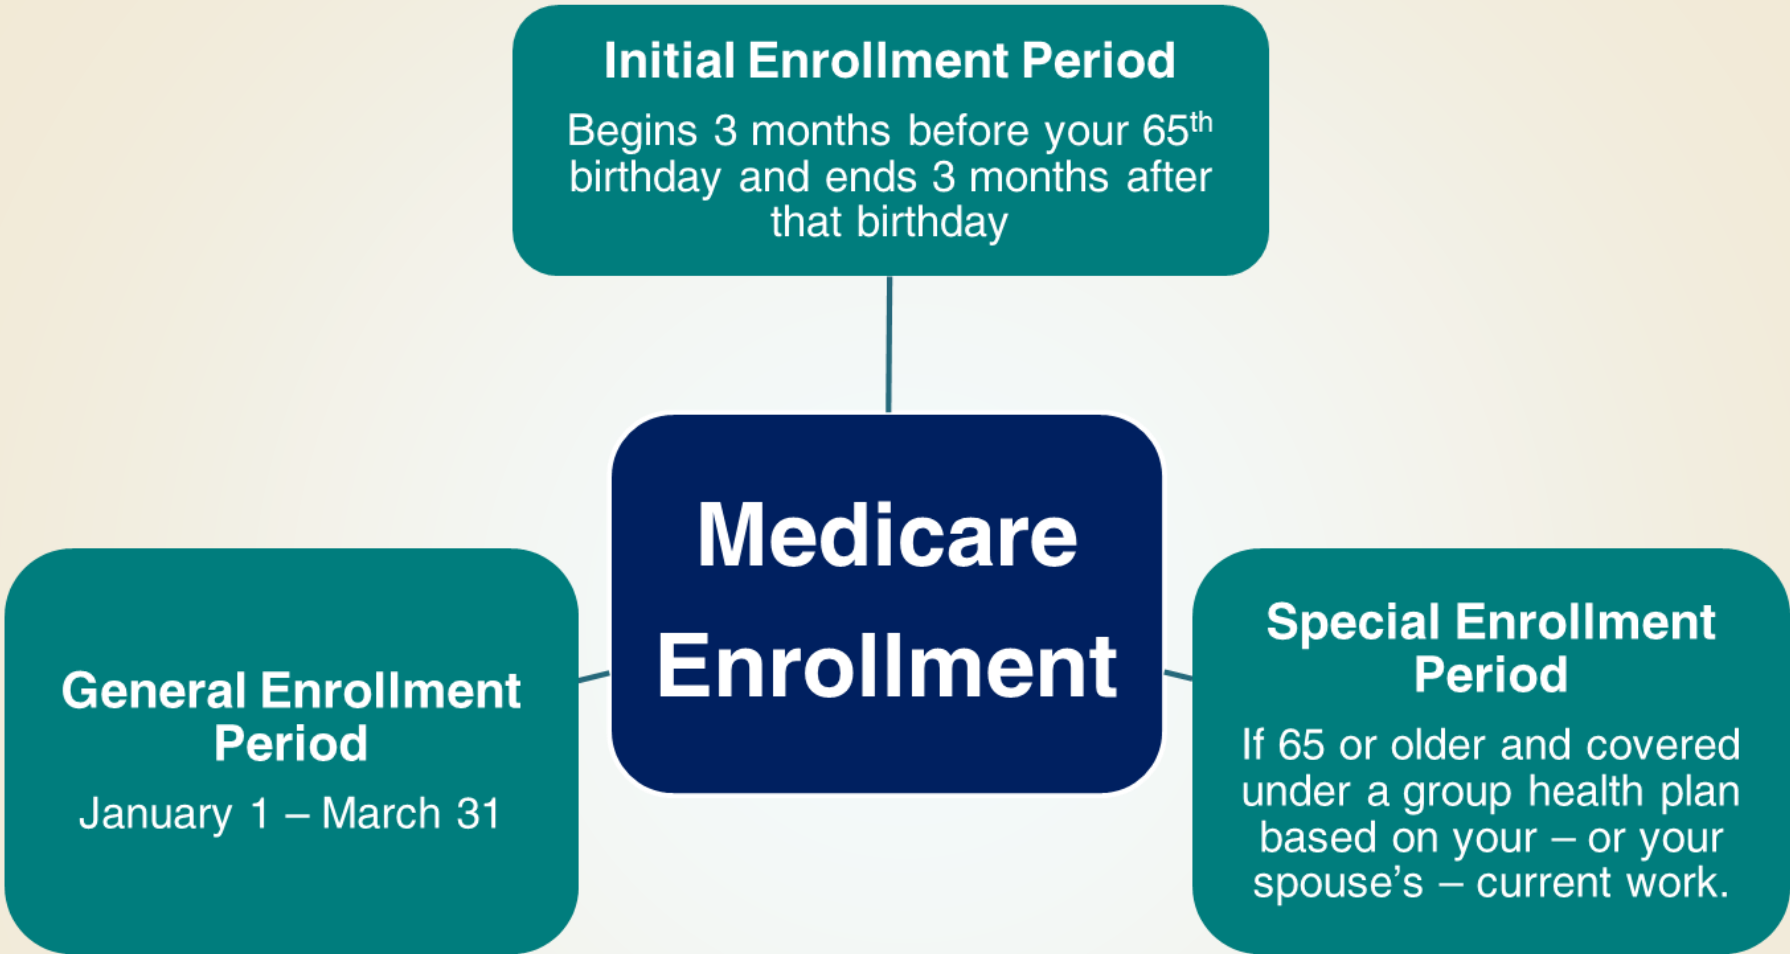 Initial Enrollment Period
Begins 3 months before your 65th
birthday and ends 3 months after
that birthday
Medicare
Enrollment
General Enrollment
Period
January 1 – March 31
Special Enrollment
Period
If 65 or older and covered
under a group health plan
based on your – or your
spouse’s – current work.